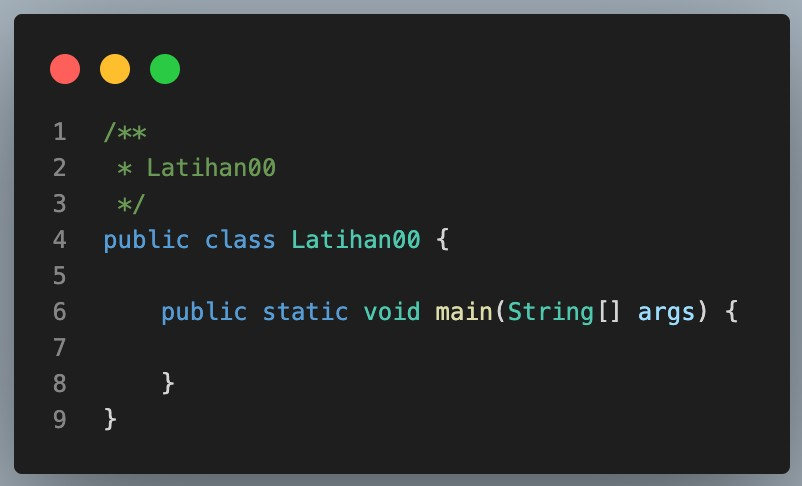 1 /**
2  * Latihan00
3  */
4 public class Latihan00 {
5
6     public static void main(String[] args) {
7
8     }
9 }